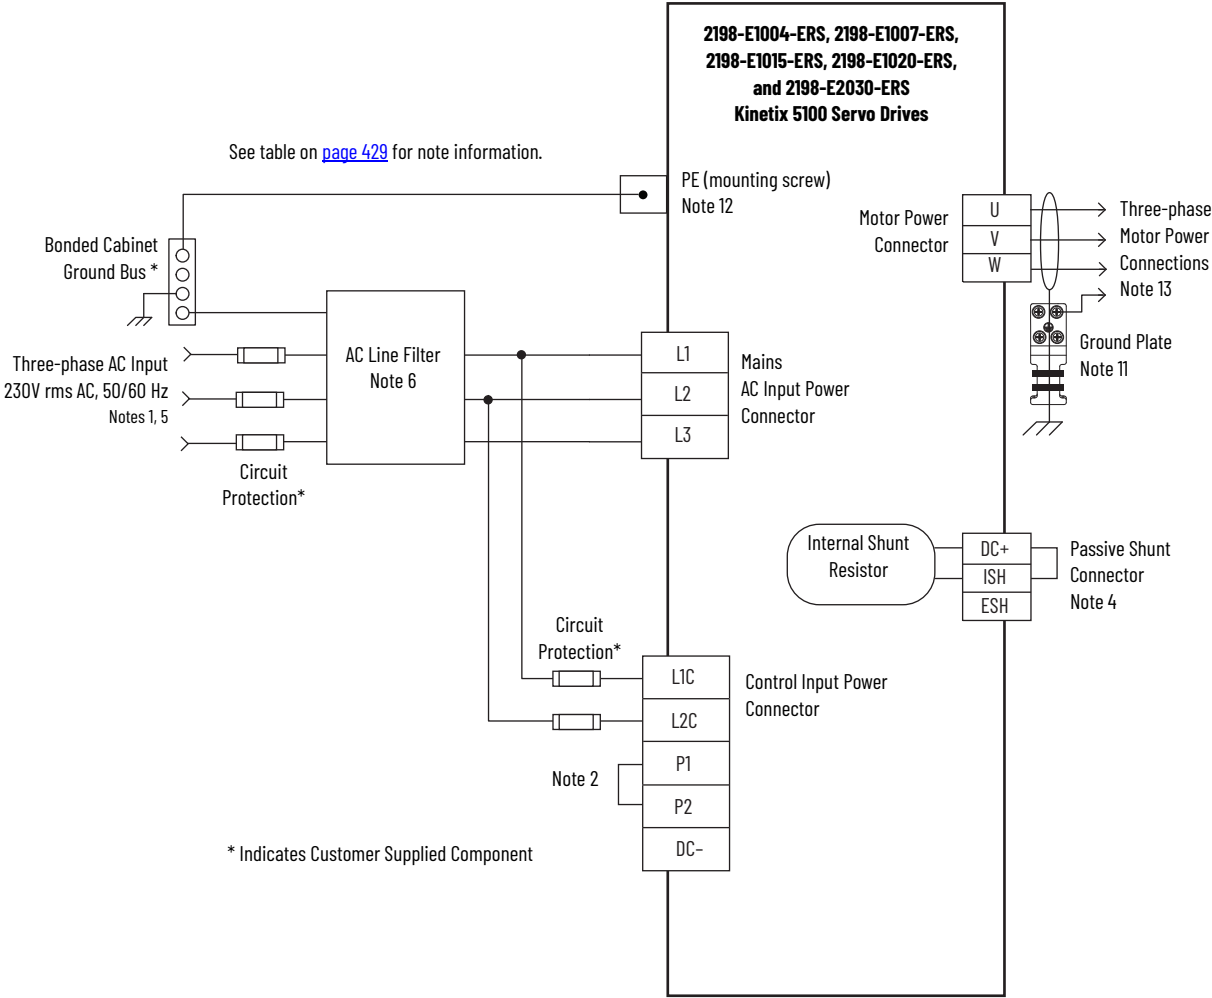 2198-E1004-ERS, 2198-E1007-ERS,
2198-E1015-ERS, 2198-E1020-ERS,
and 2198-E2030-ERS
Kinetix 5100 Servo Drives
See table on page 429 for note information.
PE (mounting screw)
Note 12
Bonded Cabinet
Ground Bus *
Motor Power
Connector
U
V
W
Three-phase
Motor Power
Connections
Note 13
Three-phase AC Input
230V rms AC, 50/60 Hz
Notes 1, 5
AC Line Filter
Note 6
L1
L2
L3
Mains
AC Input Power
Connector
Ground Plate
Note 11
Circuit
Protection*
Internal Shunt
Resistor
DC+
ISH
ESH
Passive Shunt
Connector
Note 4
Circuit
Protection*
L1C
L2C
P1
P2
DC-
Control Input Power
Connector
Note 2
* Indicates Customer Supplied Component